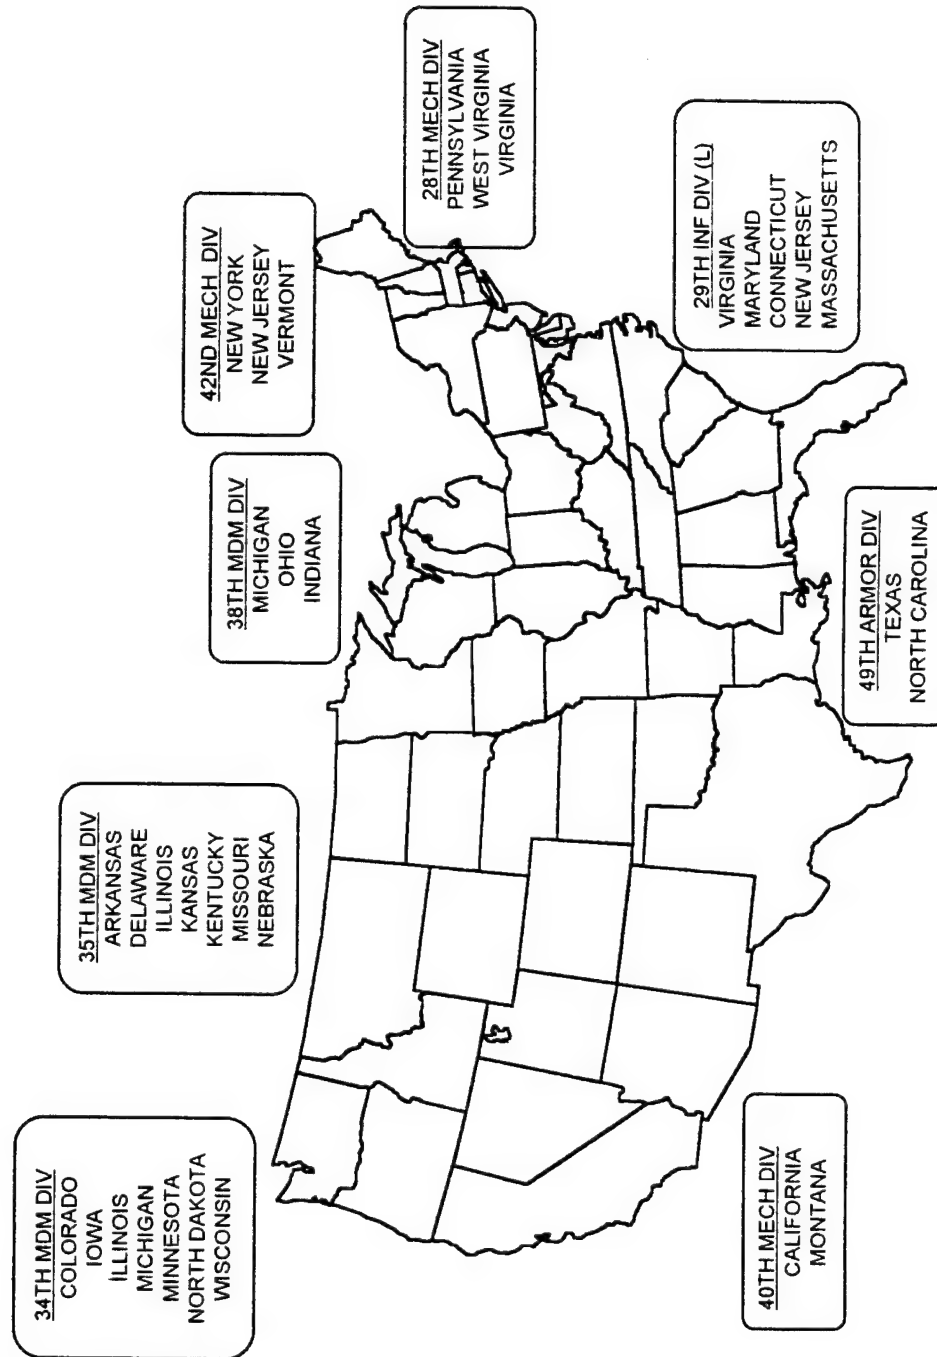 34TH MDM DIV
COLORADO
IOWA
ILLINOIS
MICHIGAN
MINNESOTA
NORTH DAKOTA
WISCONSIN
35TH MDM DIV
ARKANSAS
DELAWARE
ILLINOIS
KANSAS
KENTUCKY
MISSOURI
NEBRASKA
38TH MDM DIV
MICHIGAN
OHIO
INDIANA
42ND MECH DIV
NEW YORK
NEW JERSEY
VERMONT
28TH MECH DIV
PENNSYLVANIA
WEST VIRGINIA
VIRGINIA
29TH INF DIV (L)
VIRGINIA
MARYLAND
CONNECTICUT
NEW JERSEY
MASSACHUSETTS
40TH MECH DIV
CALIFORNIA
MONTANA
49TH ARMOR DIV
TEXAS
NORTH CAROLINA